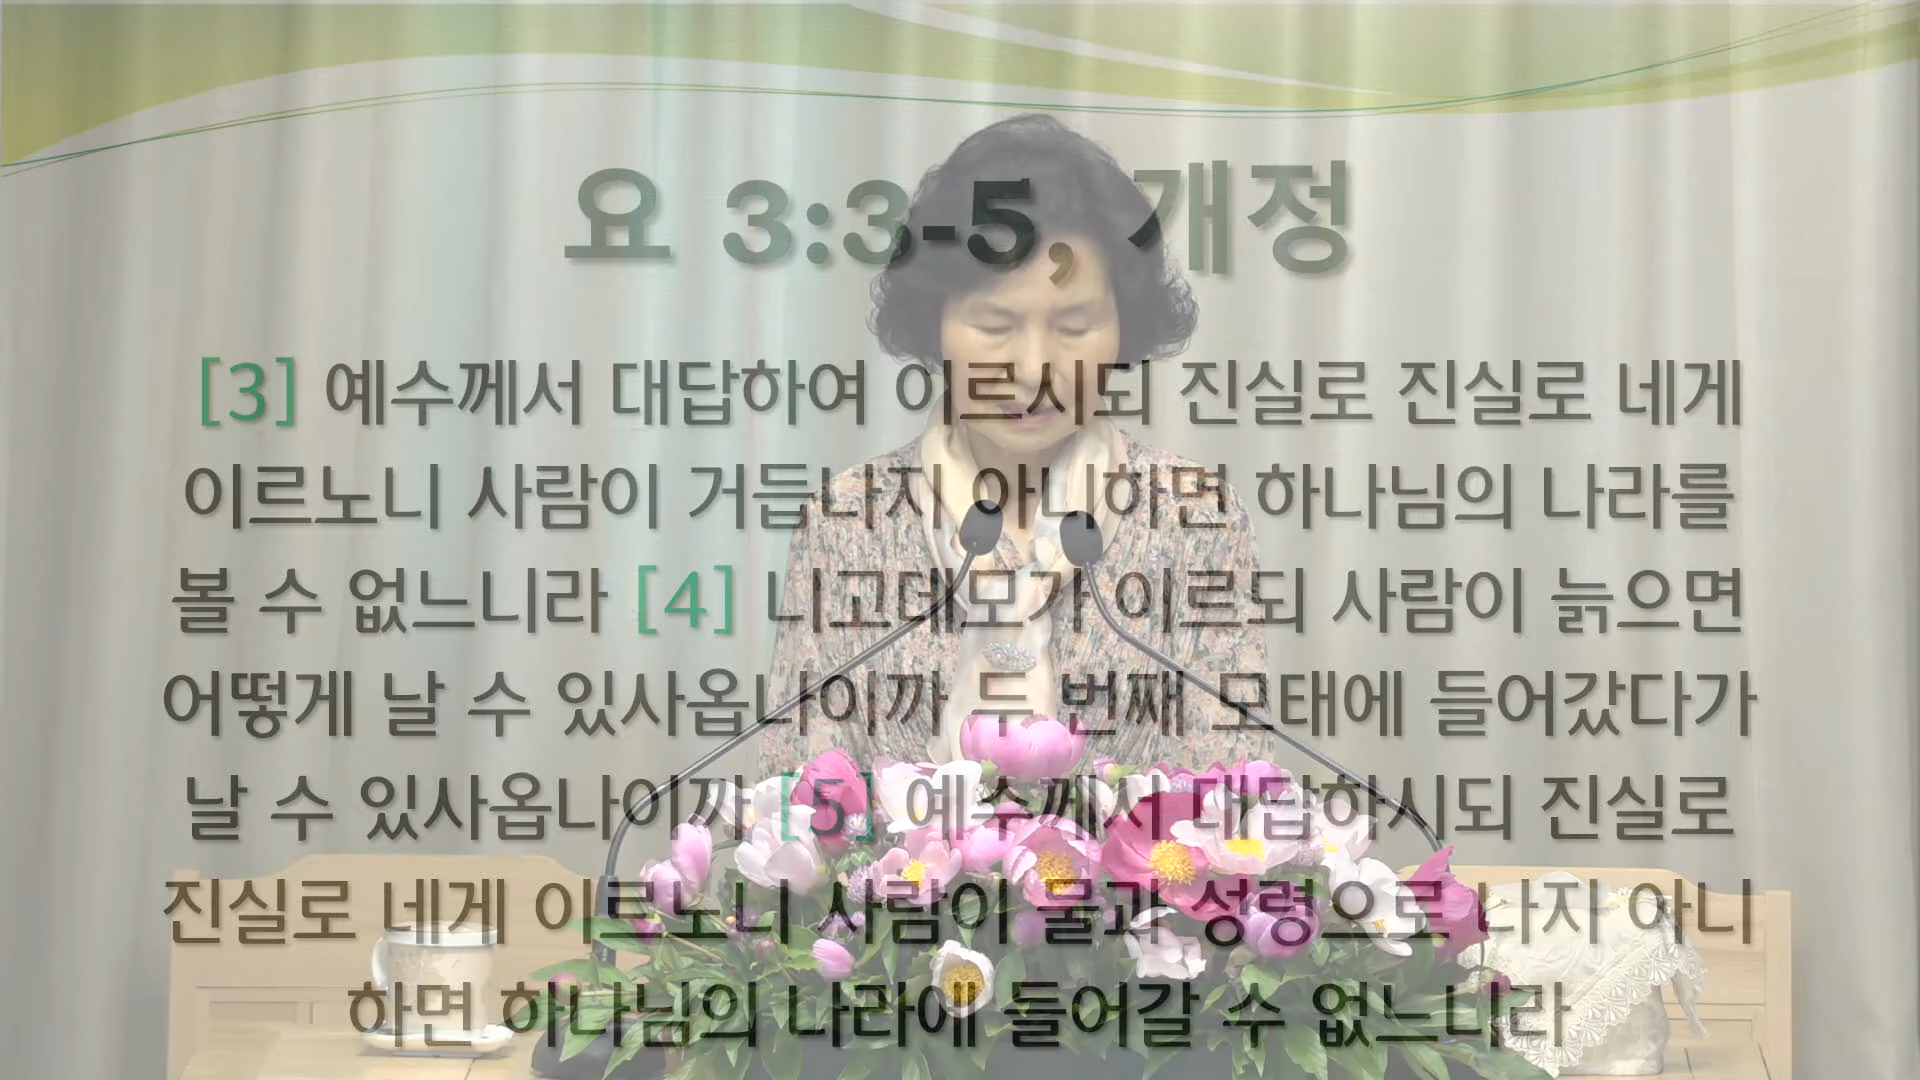 요 3:3-5, 개정
[3] 예수께서 대답하여 이르시되 진실로 진실로 네게
이르노니 사람이 거듭나지 아니하면 하나님의 나라를
볼 수 없느니라 [4] 니고데모가 이르되 사람이 늙으면
어떻게 날 수 있사옵나이까 두 번째 모태에 들어갔다가
날 수 있사옵나이까 [5] 예수께서 대답하시되 진실로
진실로 네게 이르노니 사람이 물과 성령으로 나지 아니
하면 하나님의 나라에 들어갈 수 없느니라